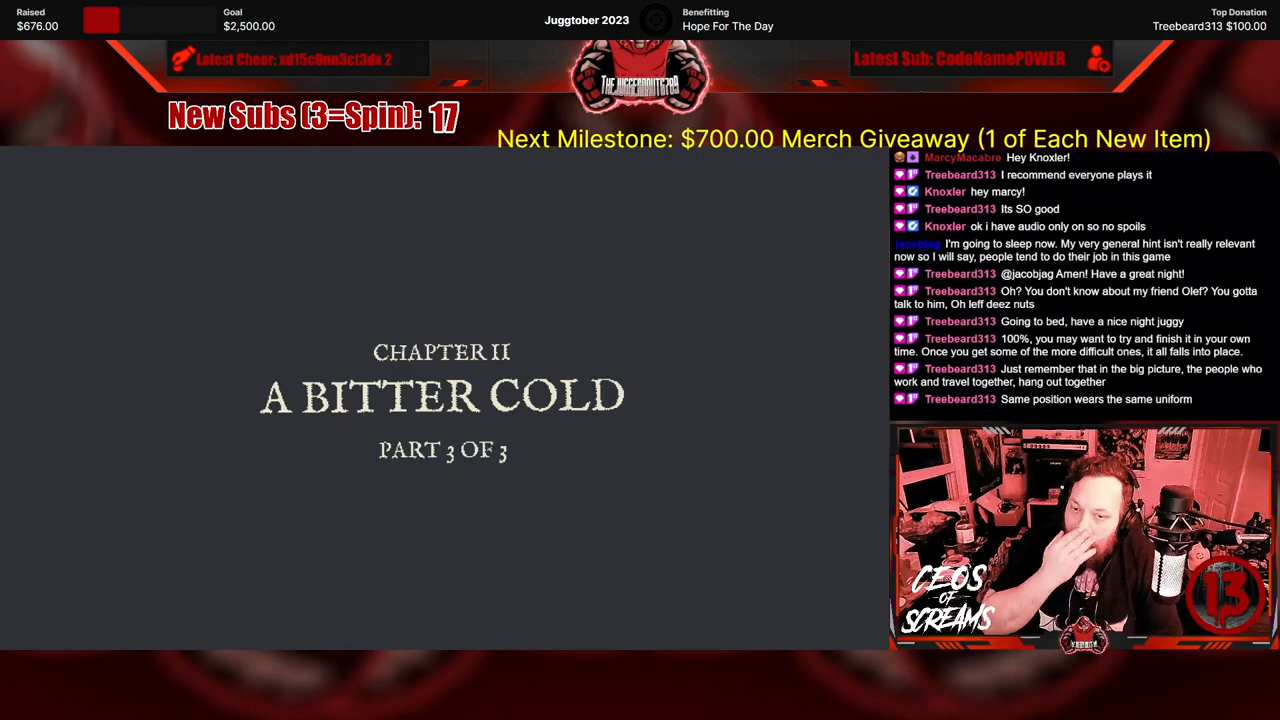 Raised
$676.00
Goal
$2,500.00
Juggtober 2023
Benefitting
Hope For The Day
Top Donation
Treebeard313 $100.00
Latest Cheer: xd15c0nn3ct3dx 2
THEJUGGERNAUT6789
Latest Sub: CodeNamePOWER
New Subs (3=Spin): 17
Next Milestone: $700.00 Merch Giveaway (1 of Each New Item)
CHAPTER II
A BITTER COLD
PART 3 OF 3
MarcyMacabre Hey Knoxler!
Treebeard313 I recommend everyone plays it
Knoxler hey marcy!
Treebeard313 Its SO good
Knoxler ok i have audio only on so no spoils
jacobjag I'm going to sleep now. My very general hint isn't really relevant
now so I will say, people tend to do their job in this game
Treebeard313 @jacobjag Amen! Have a great night!
Treebeard313 Oh? You don't know about my friend Olef? You gotta
talk to him, Oh leff deez nuts
Treebeard313 Going to bed, have a nice night juggy
Treebeard313 100%, you may want to try and finish it in your own
time. Once you get some of the more difficult ones, it all falls into place.
Treebeard313 Just remember that in the big picture, the people who
work and travel together, hang out together
Treebeard313 Same position wears the same uniform
CEOS
OF
SCREAMS
13